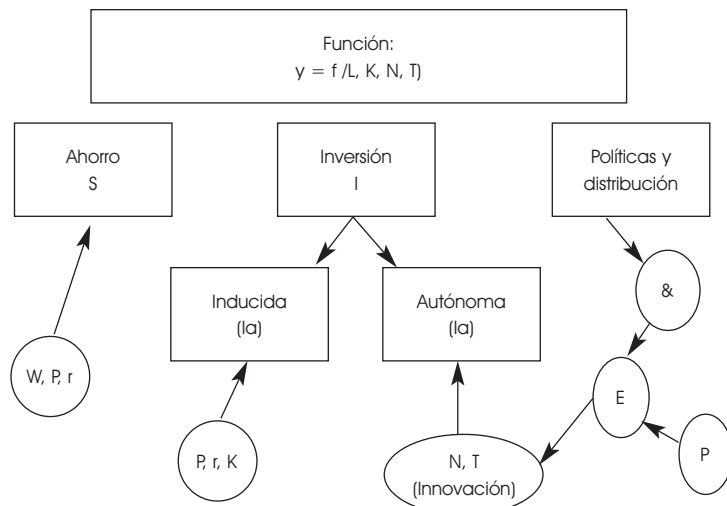 Función:
y = f /L, K, N, T)
Ahorro
S
Inversión
I
Políticas y
distribución
Inducida
(Ia)
Autónoma
(Ia)
&
W, P, r
E
P, r, K
N, T
(Innovación)
P